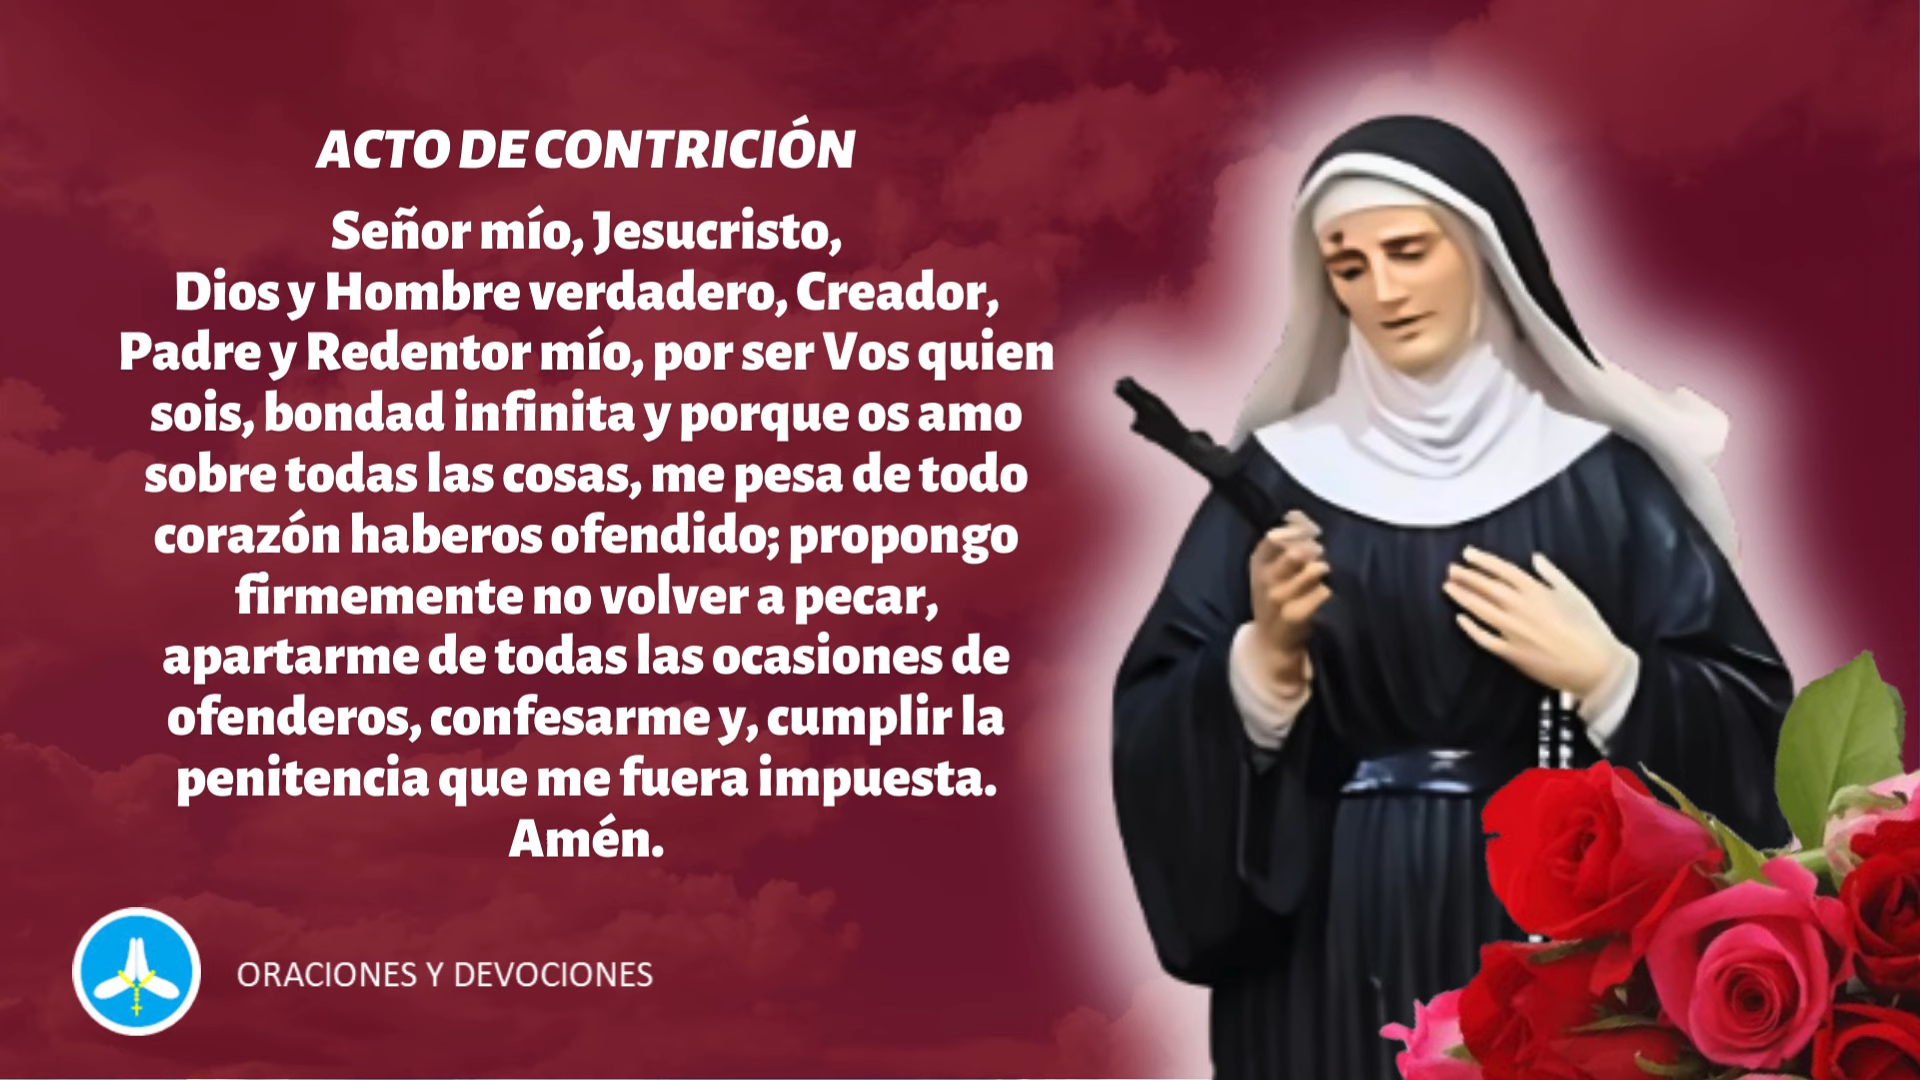 ACTO DE CONTRICIÓN
Señor mío, Jesucristo,
Dios y Hombre verdadero, Creador,
Padre y Redentor mío, por ser Vos quien
sois, bondad infinita y porque os amo
sobre todas las cosas, me pesa de todo
corazón haberos ofendido; propongo
firmemente no volver a pecar,
apartarme de todas las ocasiones de
ofenderos, confesarme y, cumplir la
penitencia que me fuera impuesta.
Amén.
ORACIONES Y DEVOCIONES